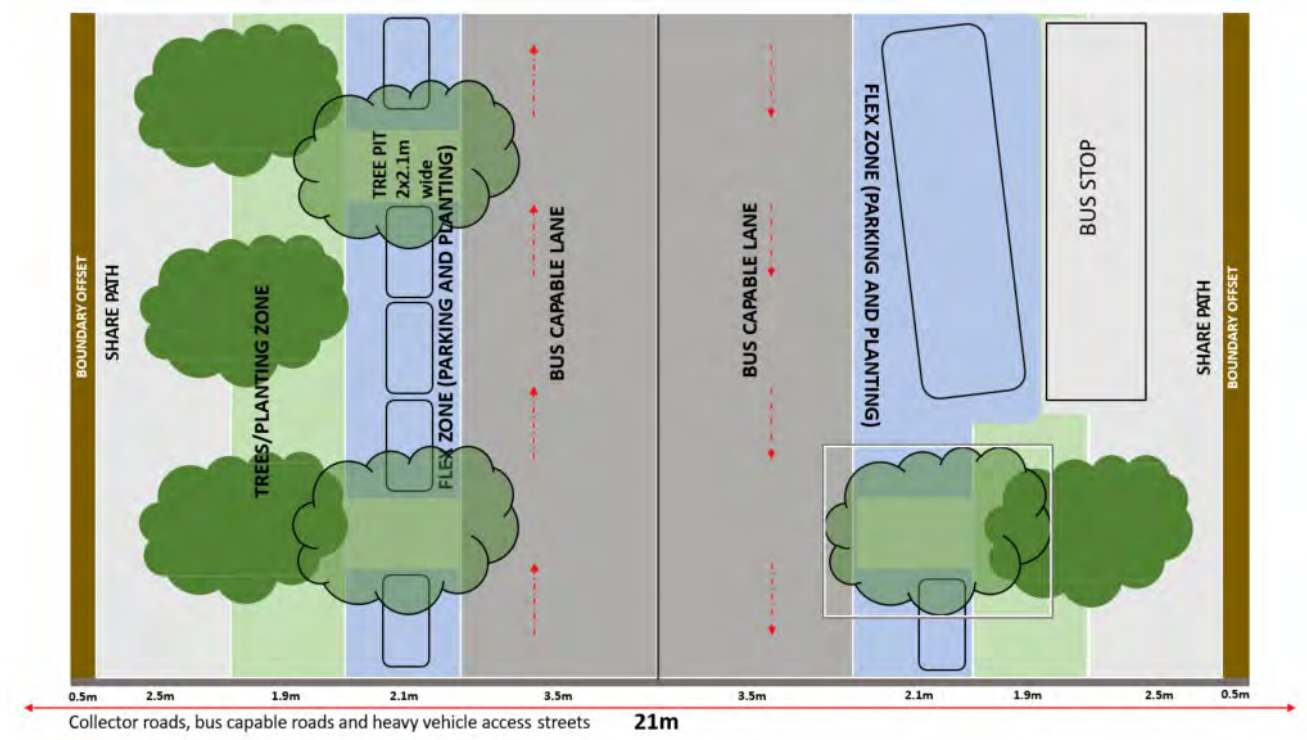 BOUNDARY OFFSET
SHARE PATH
TREES/PLANTING ZONE
TREE PIT
2x2.1m
wide
FLEX ZONE (PARKING AND PLANTING)
BUS CAPABLE LANE
BUS CAPABLE LANE
FLEX ZONE (PARKING AND PLANTING)
BUS STOP
SHARE PATH
BOUNDARY OFFSET
0.5m 2.5m 1.9m 2.1m 3.5m 3.5m 2.1m 1.9m 2.5m 0.5m
Collector roads, bus capable roads and heavy vehicle access streets 21m